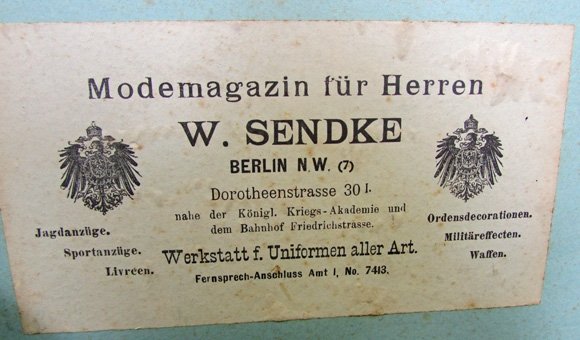 Modemagazin für Herren
W. SENDKE
BERLIN N.W. (7)
Dorotheenstrasse 30 I.
nahe der Königl. Kriegs-Akademie und
dem Bahnhof Friedrichstrasse.
Jagdanzüge.
Sportanzüge.
Livreen.
Ordensdecorationen.
Militäreffecten.
Waffen.
Werkstatt f. Uniformen aller Art.
Fernsprech-Anschluss Amt I, No. 7413.